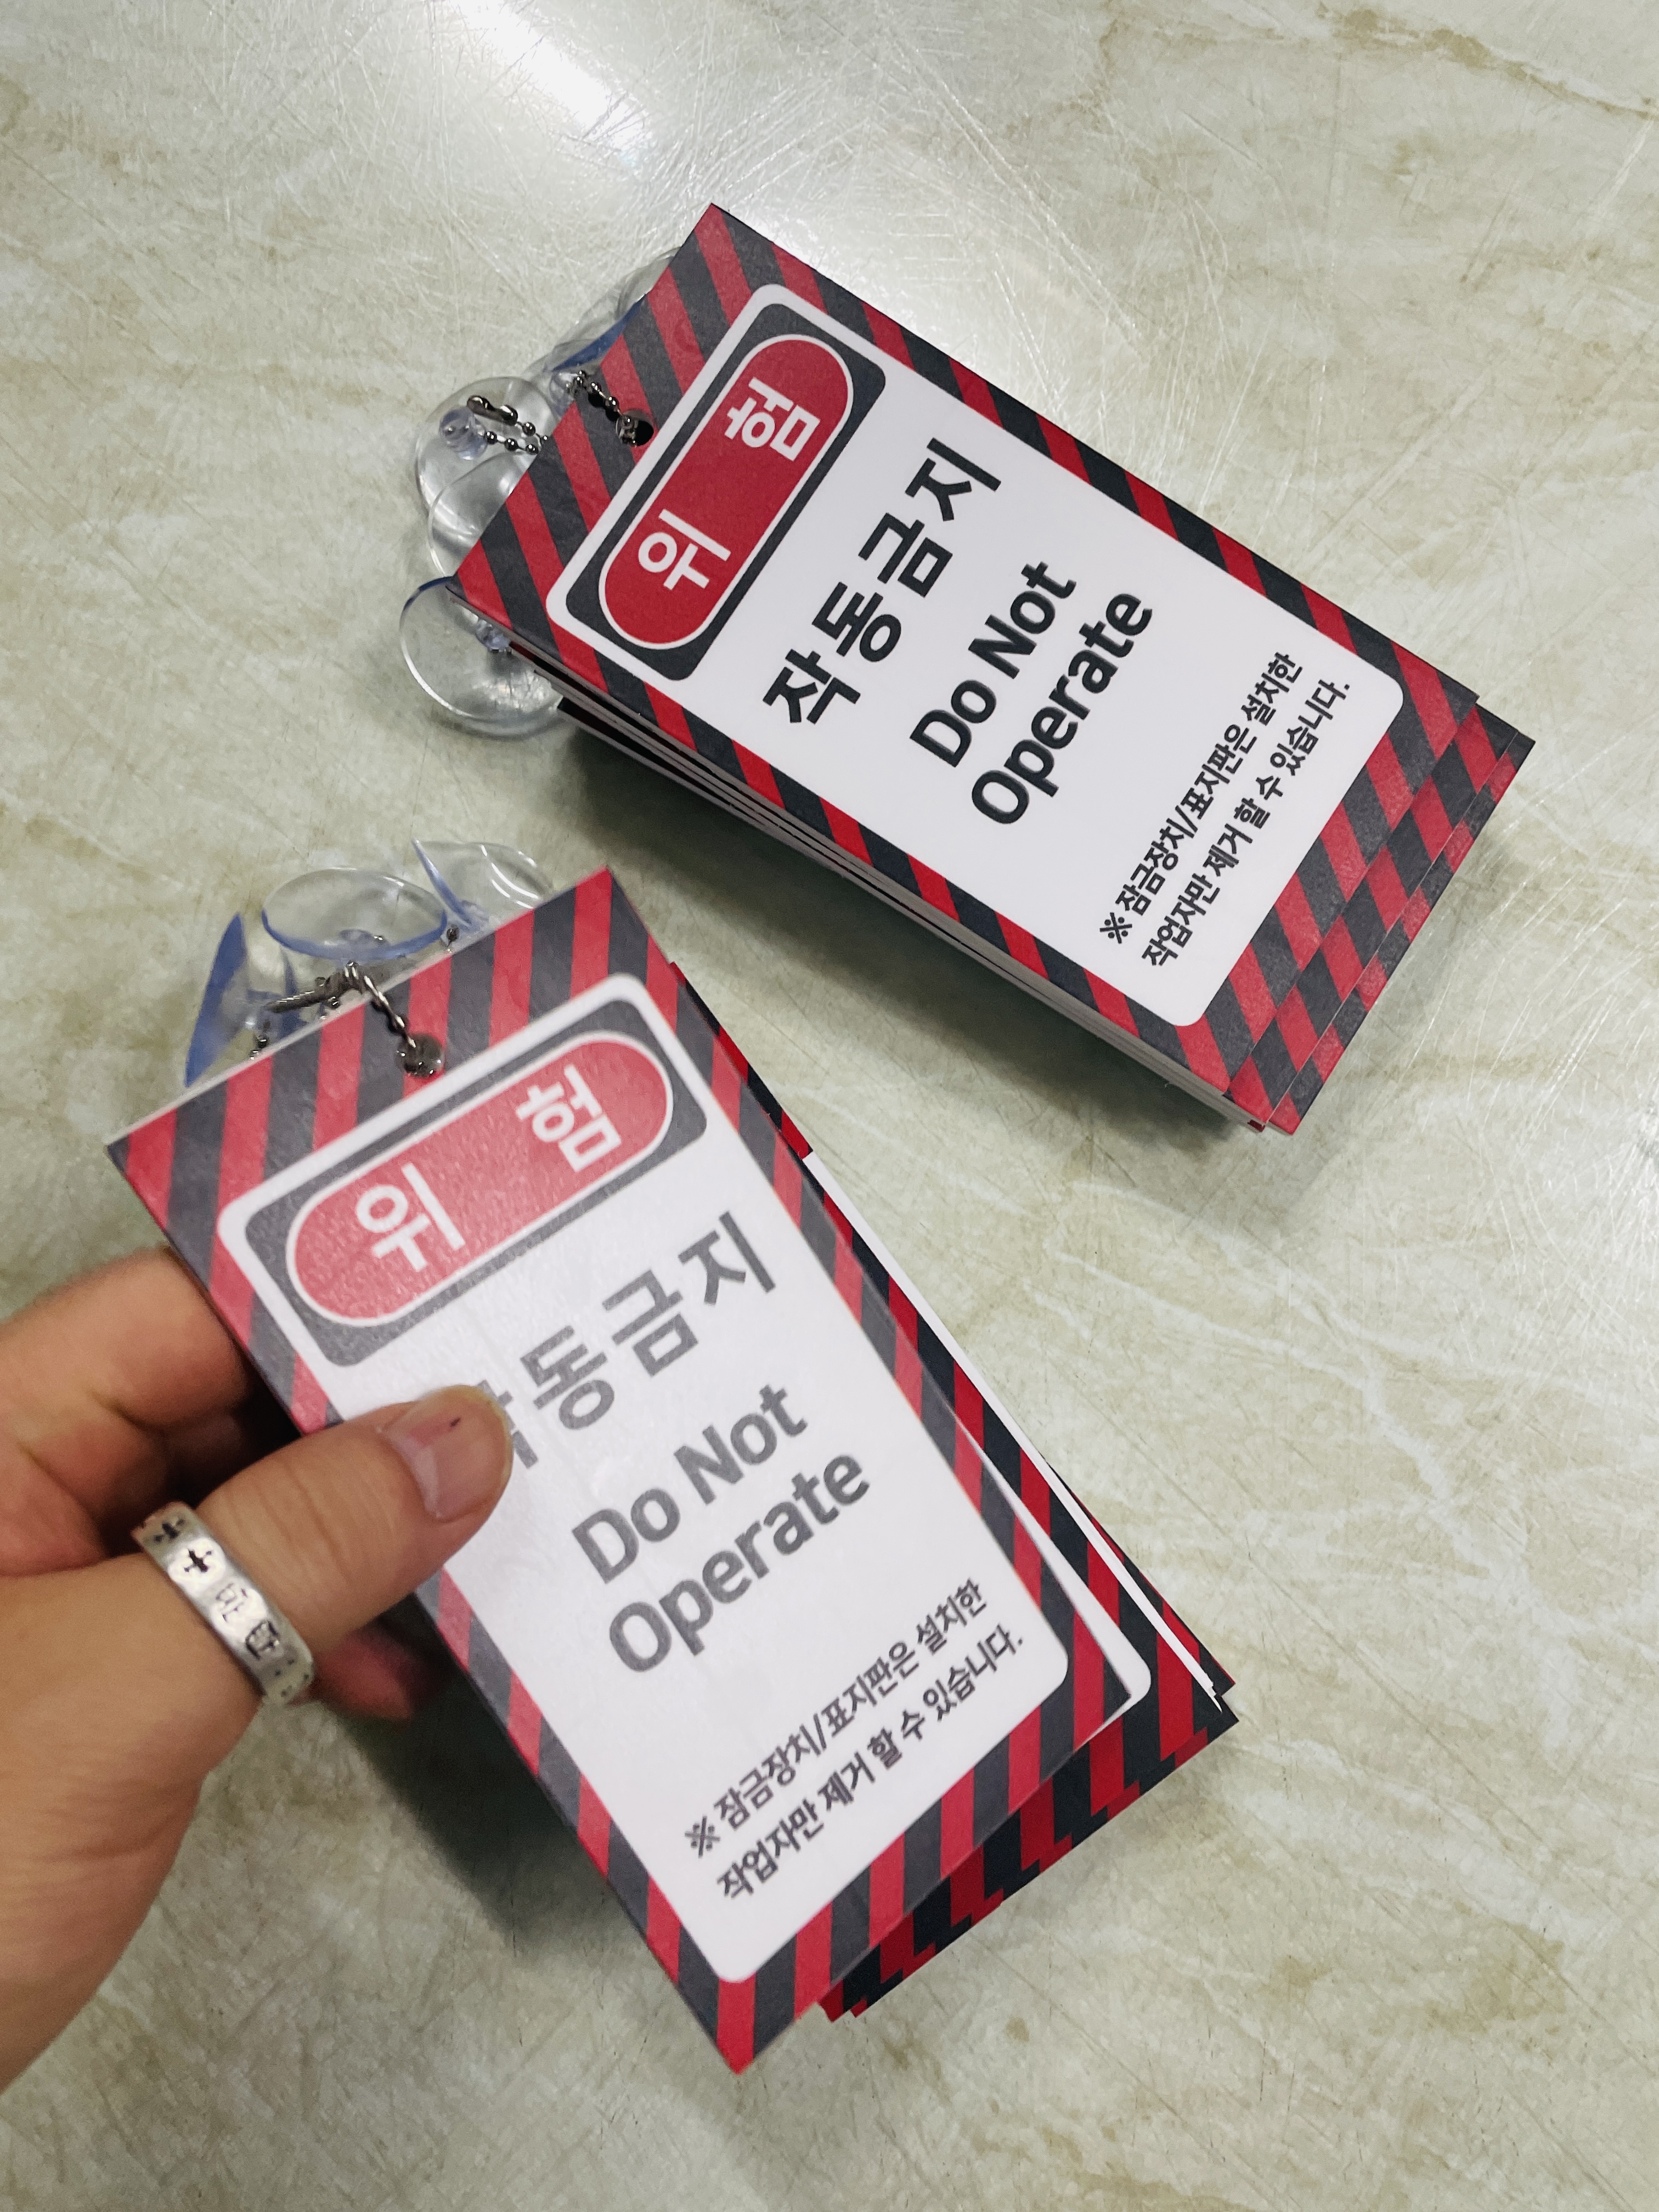 위 험
작동금지
Do Not
Operate
※ 잠금장치/표지판은 설치한
작업자만 제거 할 수 있습니다.
위 험
동금지
Do Not
Operate
※ 잠금장치/표지판은 설치한
작업자만 제거 할 수 있습니다.